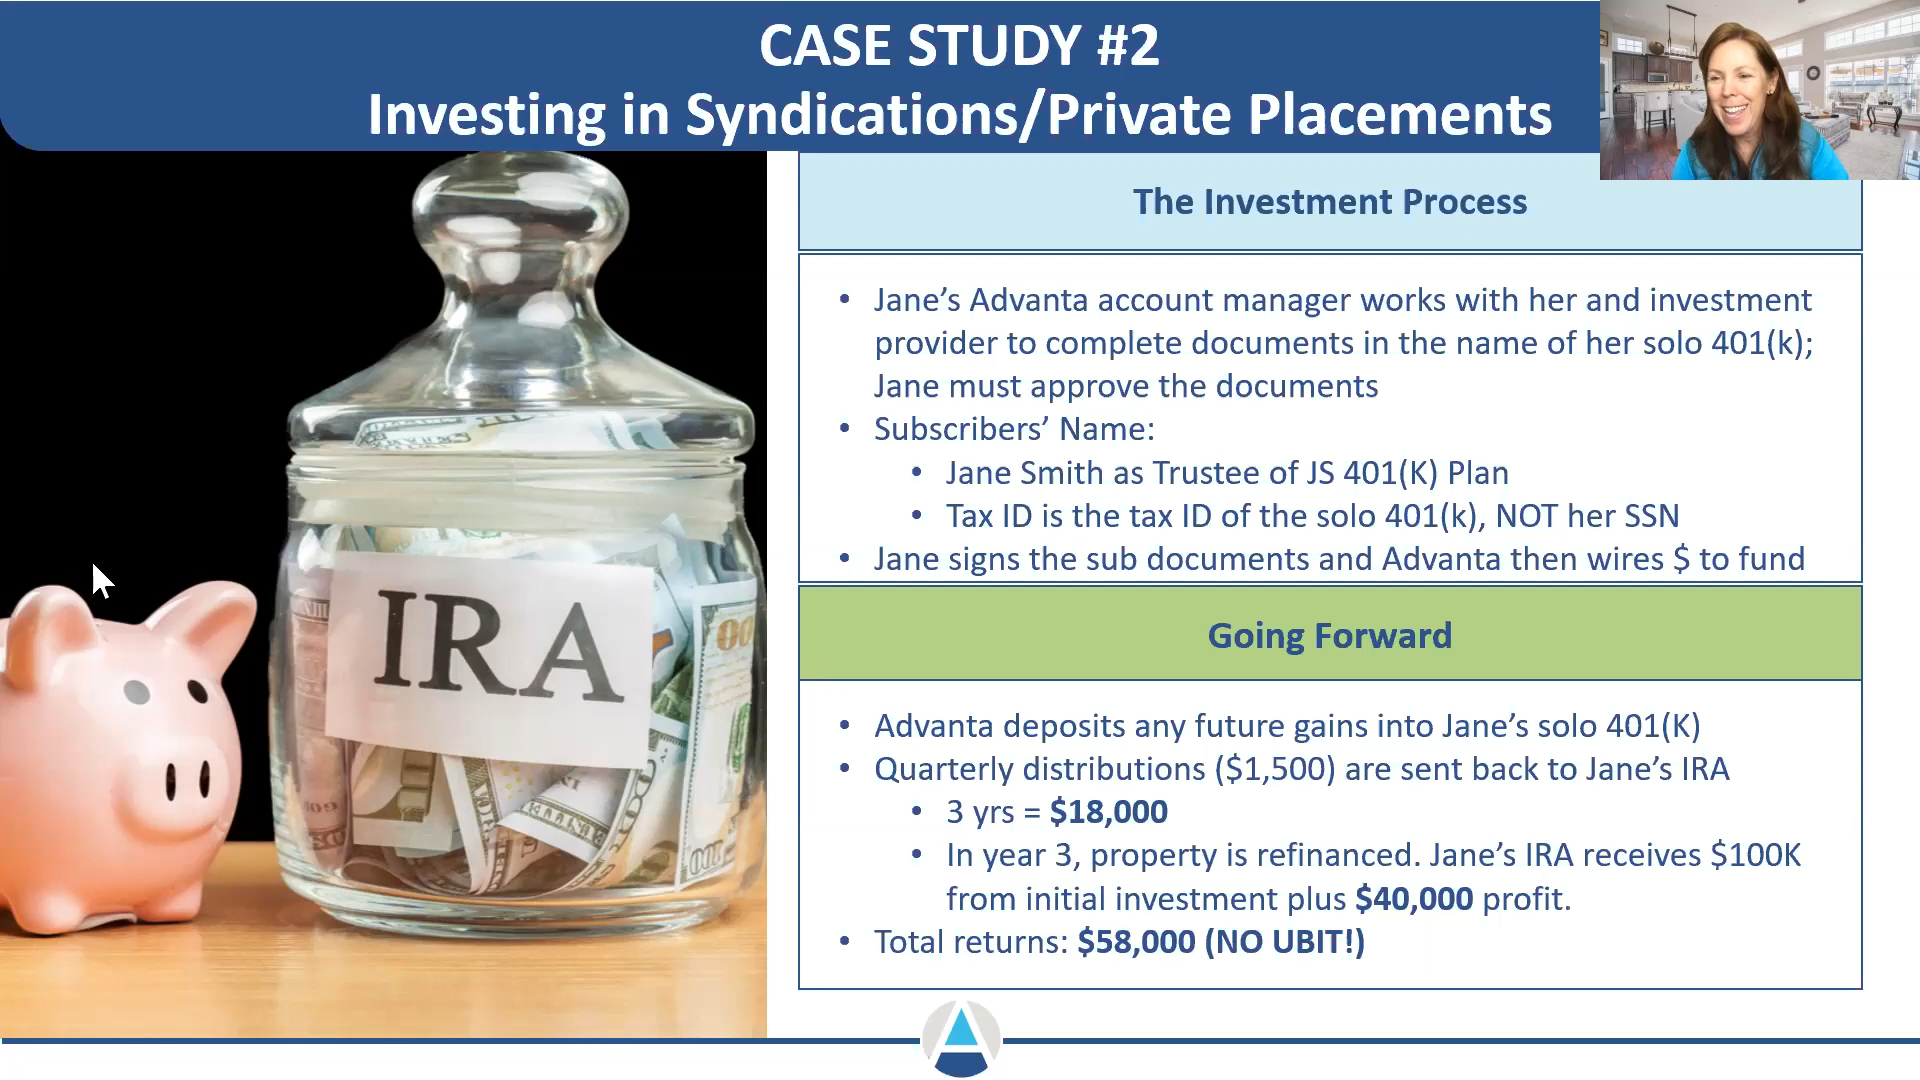 CASE STUDY #2
Investing in Syndications/Private Placements
The Investment Process
• Jane’s Advanta account manager works with her and investment
provider to complete documents in the name of her solo 401(k);
Jane must approve the documents
• Subscribers’ Name:
• Jane Smith as Trustee of JS 401(K) Plan
• Tax ID is the tax ID of the solo 401(k), NOT her SSN
• Jane signs the sub documents and Advanta then wires $ to fund
IRA
Going Forward
• Advanta deposits any future gains into Jane’s solo 401(K)
• Quarterly distributions ($1,500) are sent back to Jane’s IRA
• 3 yrs = $18,000
• In year 3, property is refinanced. Jane’s IRA receives $100K
from initial investment plus $40,000 profit.
• Total returns: $58,000 (NO UBIT!)